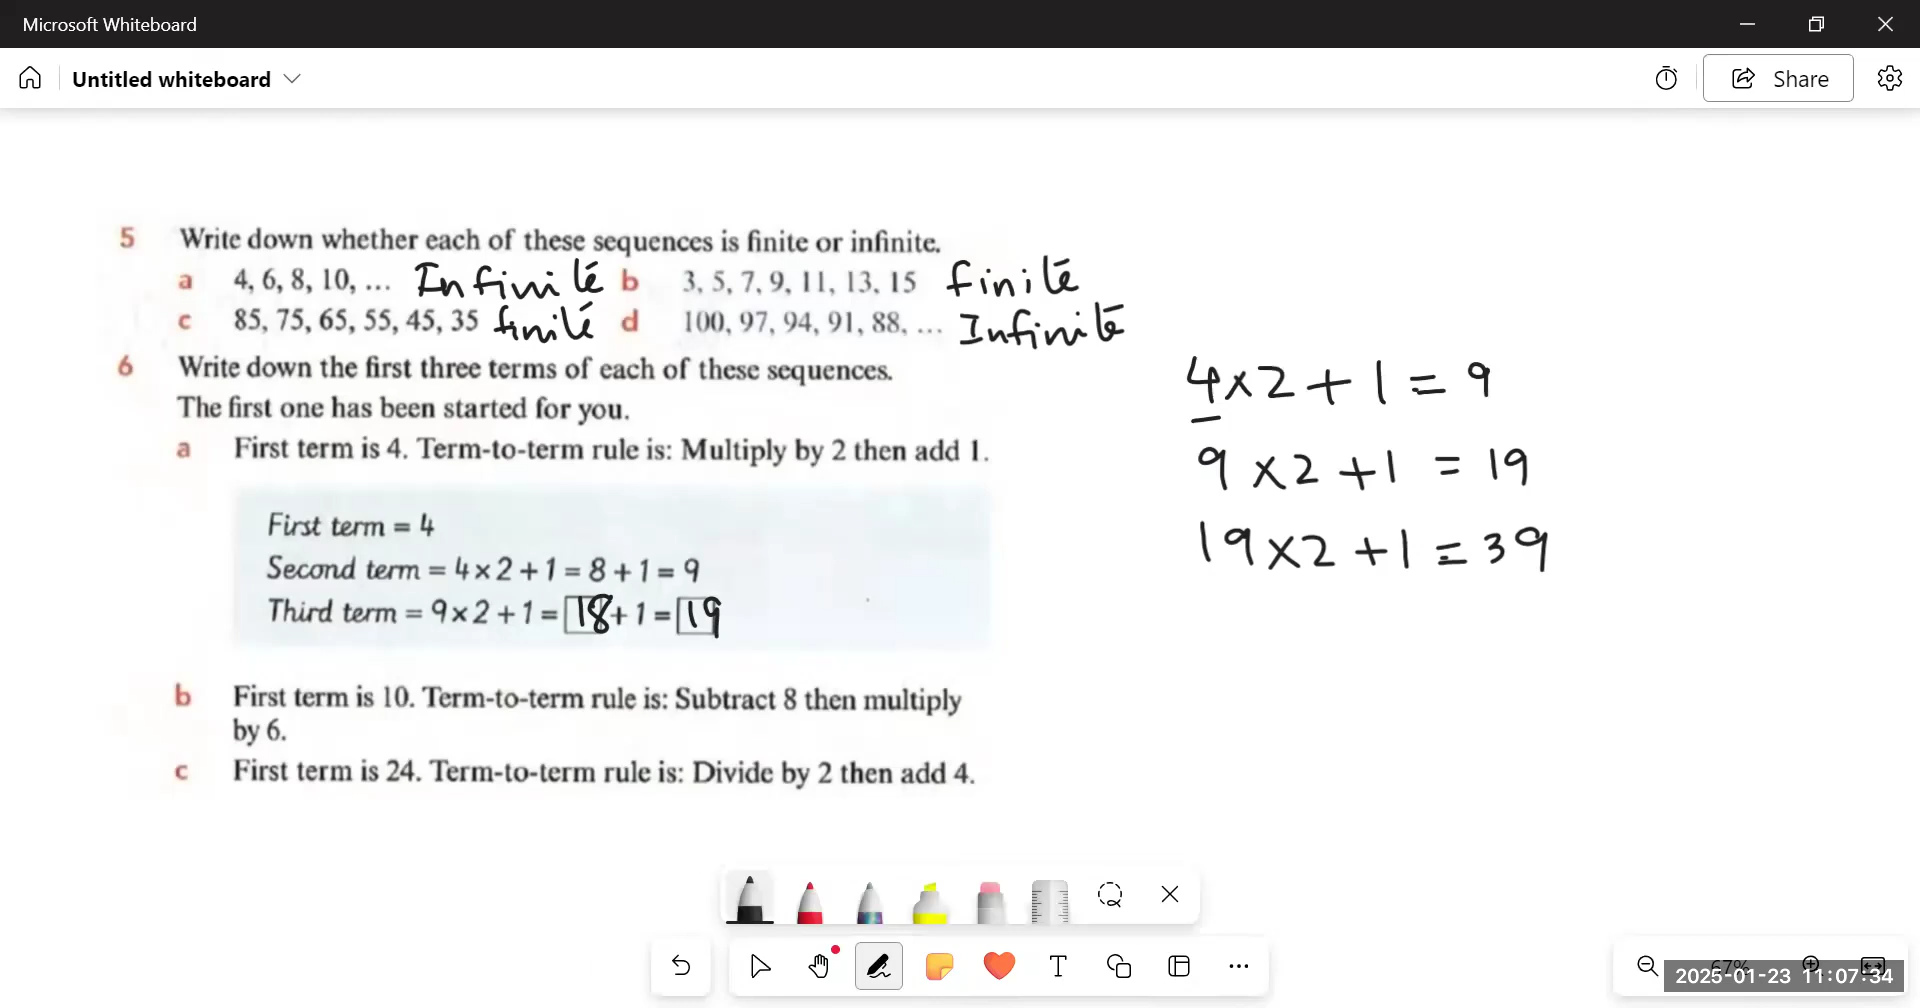 Microsoft Whiteboard
Untitled whiteboard
Share
5 Write down whether each of these sequences is finite or infinite.
a 4, 6, 8, 10, ... Infinite b 3, 5, 7, 9, 11, 13, 15 finite
c 85, 75, 65, 55, 45, 35 finite d 100, 97, 94, 91, 88, ... Infinite
6 Write down the first three terms of each of these sequences.
The first one has been started for you.
a First term is 4. Term-to-term rule is: Multiply by 2 then add 1.
First term = 4
Second term = 4 × 2 + 1 = 8 + 1 = 9
Third term = 9 × 2 + 1 = 18 + 1 = 19
b First term is 10. Term-to-term rule is: Subtract 8 then multiply
by 6.
c First term is 24. Term-to-term rule is: Divide by 2 then add 4.
4 × 2 + 1 = 9
9 × 2 + 1 = 19
19 × 2 + 1 = 39
67%
2025-01-23 11:07:34